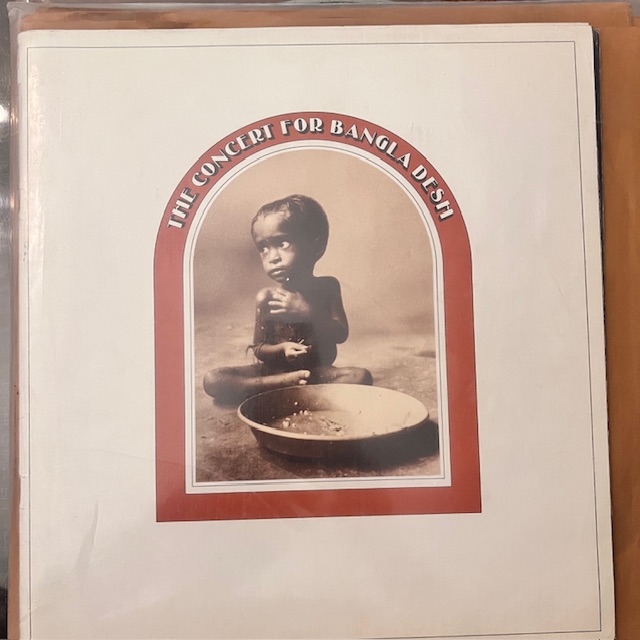 THE CONCERT FOR BANGLA DESH